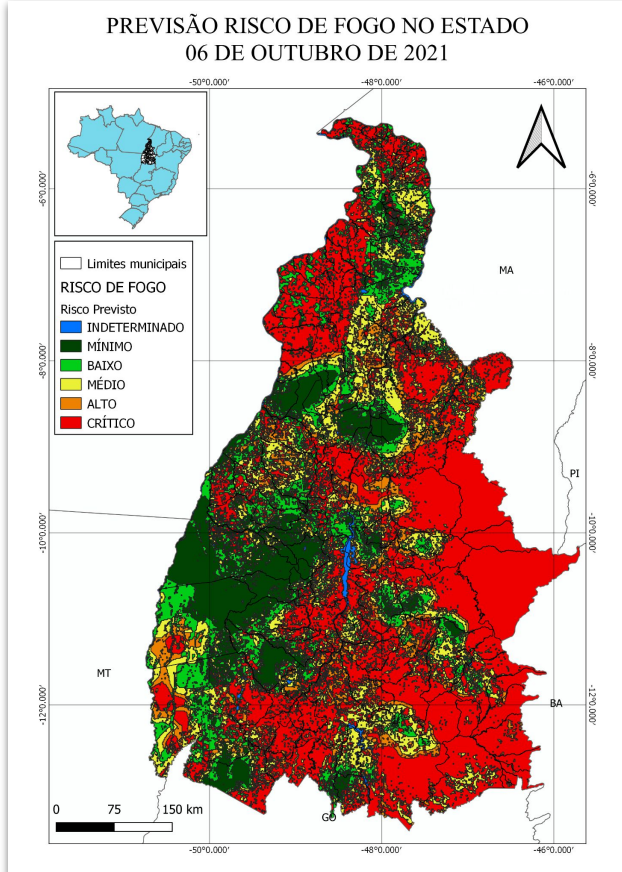 PREVISÃO RISCO DE FOGO NO ESTADO
06 DE OUTUBRO DE 2021
-50°0.000'
-48°0.000'
-46°0.000'
-6°0.000'
-6°0.000'
Limites municipais
RISCO DE FOGO
Risco Previsto
INDETERMINADO
MÍNIMO
BAIXO
MÉDIO
ALTO
CRÍTICO
MA
-8°0.000'
-8°0.000'
PI
-10°0.000'
-10°0.000'
MT
BA
-12°0.000'
-12°0.000'
0 75 150 km
GO
-50°0.000'
-48°0.000'
-46°0.000'